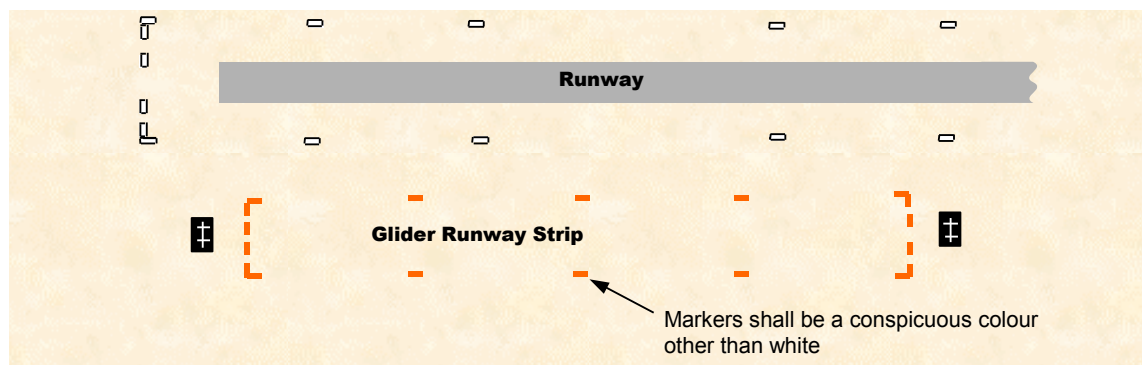 Runway
Glider Runway Strip
Markers shall be a conspicuous colour
other than white